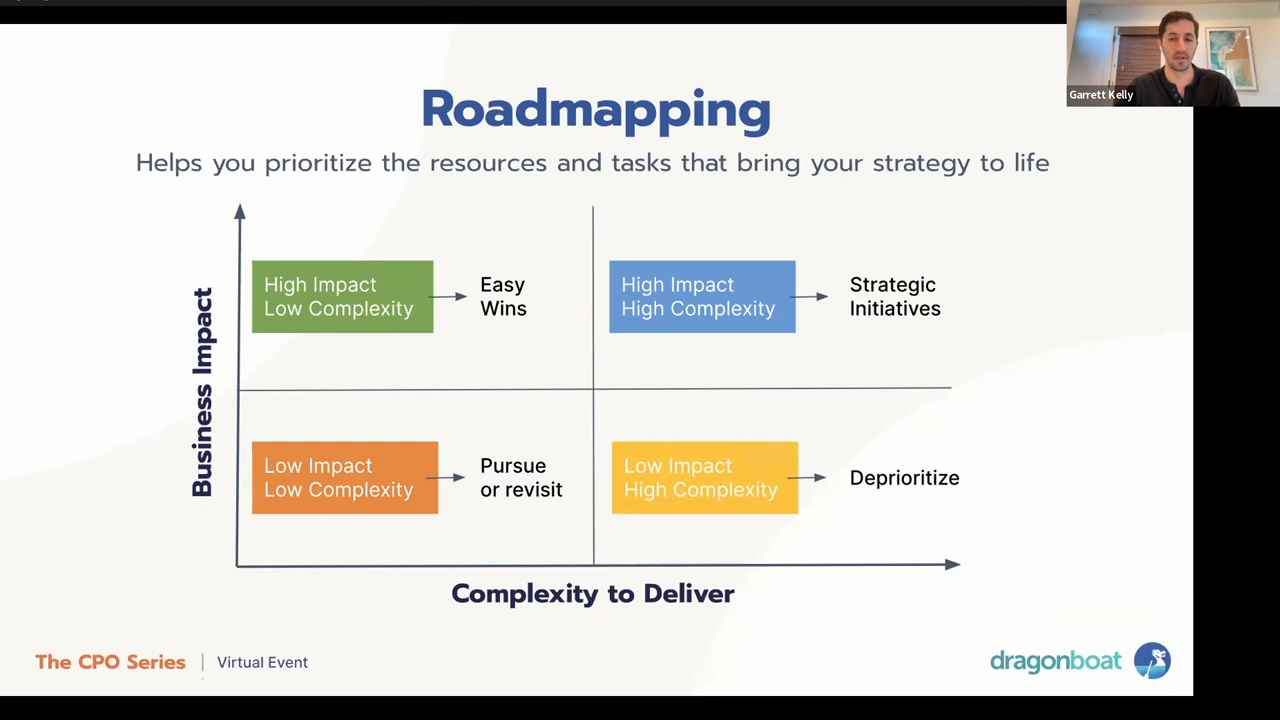 Garrett Kelly
Roadmapping
Helps you prioritize the resources and tasks that bring your strategy to life
Business Impact
High Impact
Low Complexity
Easy
Wins
High Impact
High Complexity
Strategic
Initiatives
Low Impact
Low Complexity
Pursue
or revisit
Low Impact
High Complexity
Deprioritize
Complexity to Deliver
The CPO Series | Virtual Event
dragonboat